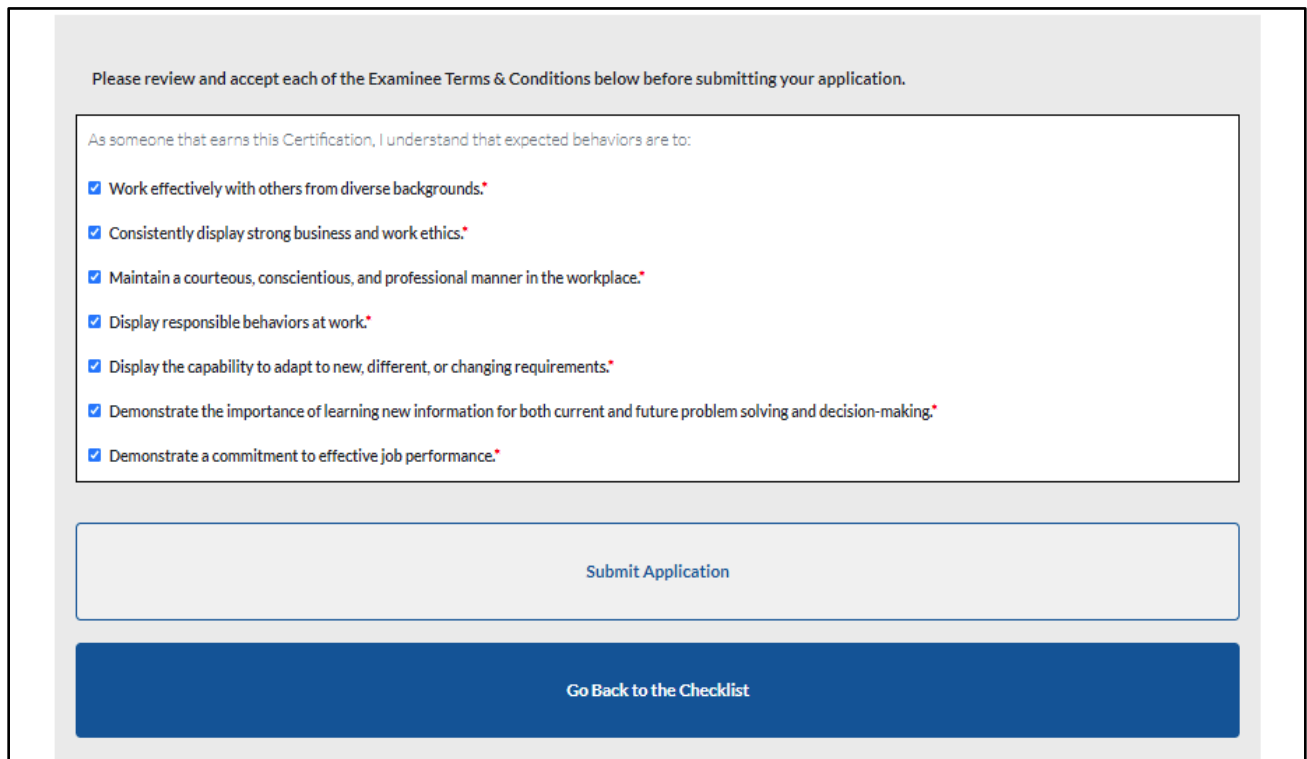 Please review and accept each of the Examinee Terms & Conditions below before submitting your application.
As someone that earns this Certification, I understand that expected behaviors are to:
Work effectively with others from diverse backgrounds.*
Consistently display strong business and work ethics.*
Maintain a courteous, conscientious, and professional manner in the workplace.*
Display responsible behaviors at work.*
Display the capability to adapt to new, different, or changing requirements.*
Demonstrate the importance of learning new information for both current and future problem solving and decision-making.*
Demonstrate a commitment to effective job performance.*
Submit Application
Go Back to the Checklist